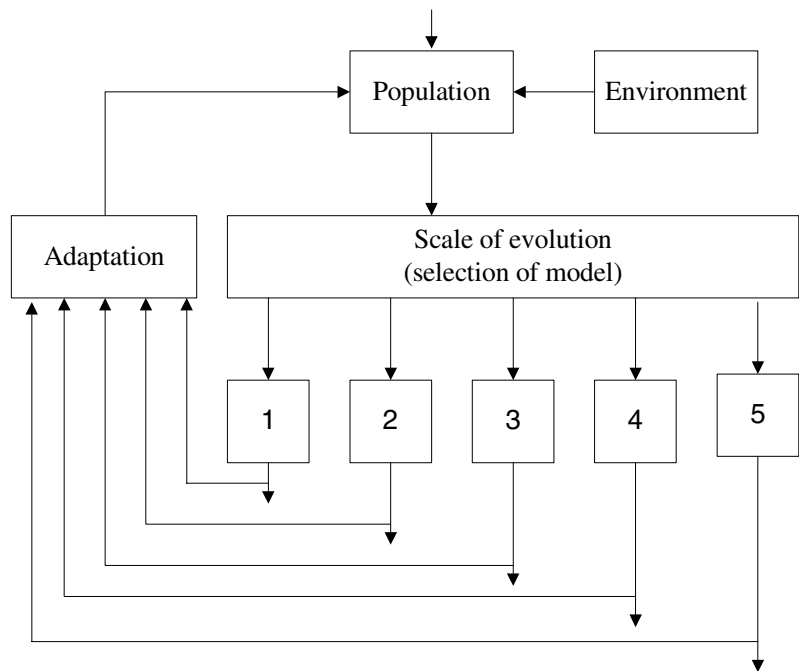 Population
Environment
Adaptation
Scale of evolution
(selection of model)
1
2
3
4
5